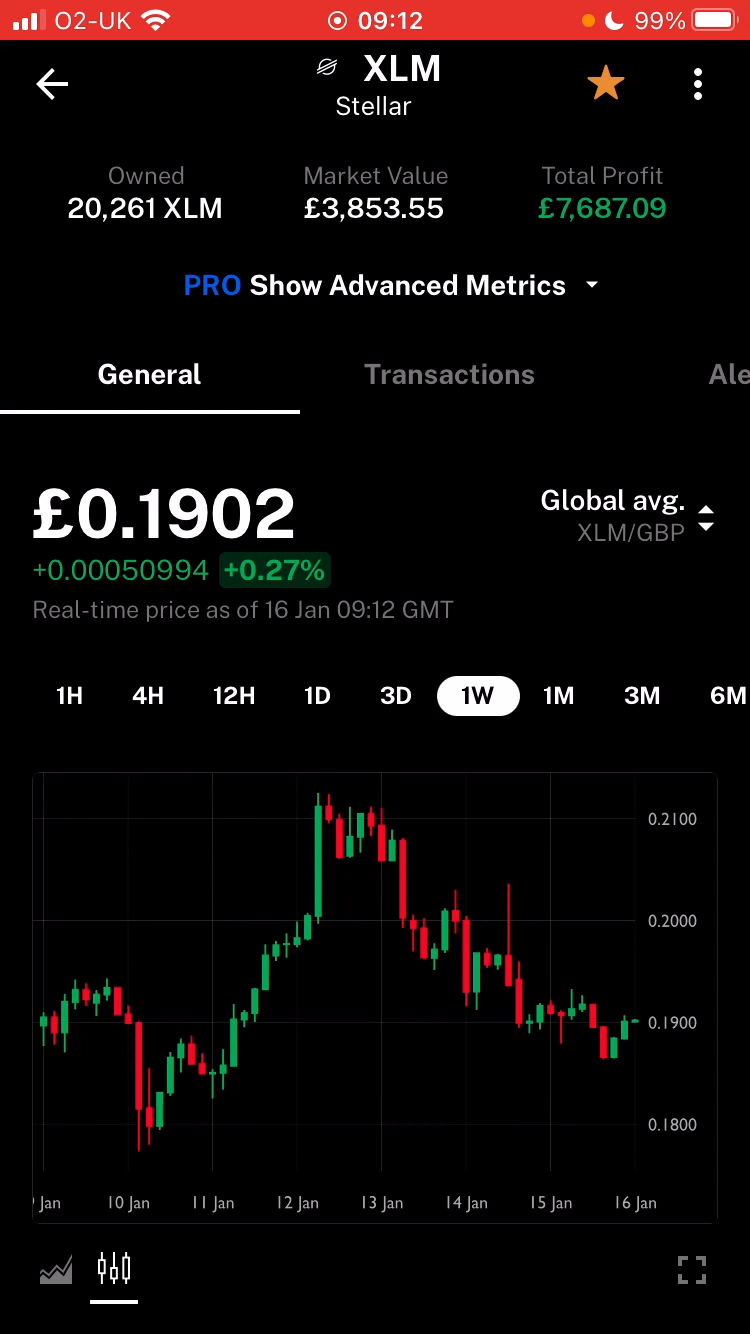 O2-UK 09:12 99%
XLM
Stellar
Owned Market Value Total Profit
20,261 XLM £3,853.55 £7,687.09
PRO Show Advanced Metrics
General Transactions Ale
£0.1902 Global avg.
XLM/GBP
+0.00050994 +0.27%
Real-time price as of 16 Jan 09:12 GMT
1H 4H 12H 1D 3D 1W 1M 3M 6M
0.2100
0.2000
0.1900
0.1800
9 Jan 10 Jan 11 Jan 12 Jan 13 Jan 14 Jan 15 Jan 16 Jan